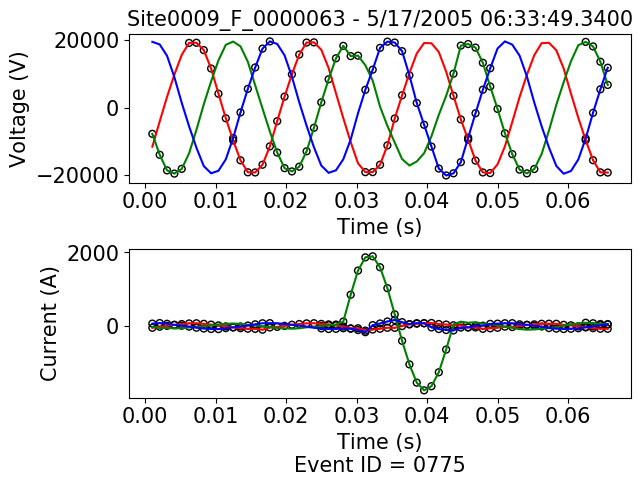 Site0009_F_0000063 - 5/17/2005 06:33:49.3400
20000
0
−20000
Voltage (V)
0.00 0.01 0.02 0.03 0.04 0.05 0.06
Time (s)
2000
0
Current (A)
0.00 0.01 0.02 0.03 0.04 0.05 0.06
Time (s)
Event ID = 0775